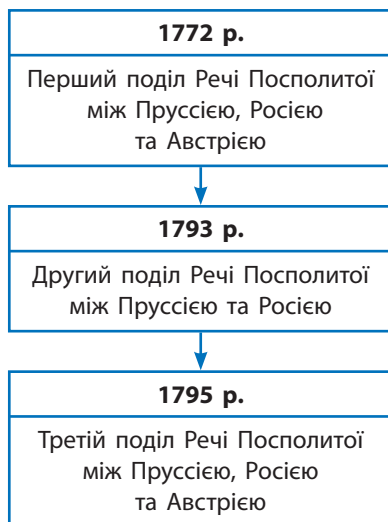 1772 р.
Перший поділ Речі Посполитої
між Пруссією, Росією
та Австрією
1793 р.
Другий поділ Речі Посполитої
між Пруссією та Росією
1795 р.
Третій поділ Речі Посполитої
між Пруссією, Росією
та Австрією